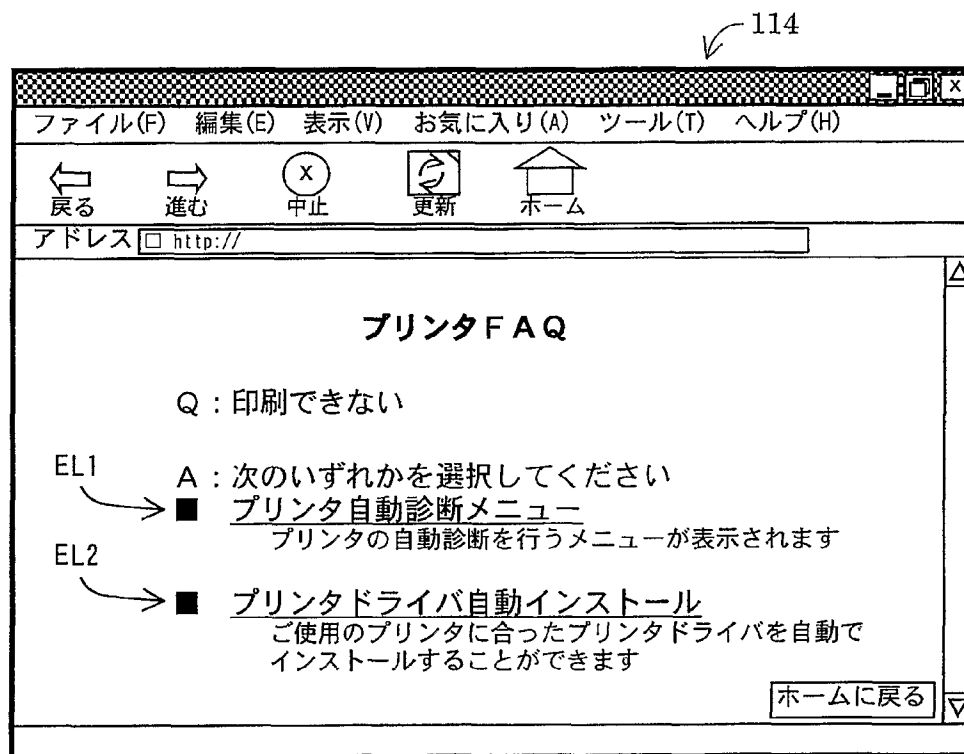 114
ファイル(F) 編集(E) 表示(V) お気に入り(A) ツール(T) ヘルプ(H)
戻る 進む 中止 更新 ホーム
アドレス http://
プリンタFAQ
Q:印刷できない
A:次のいずれかを選択してください
EL1
■ プリンタ自動診断メニュー
プリンタの自動診断を行うメニューが表示されます
EL2
■ プリンタドライバ自動インストール
ご使用のプリンタに合ったプリンタドライバを自動で
インストールすることができます
ホームに戻る